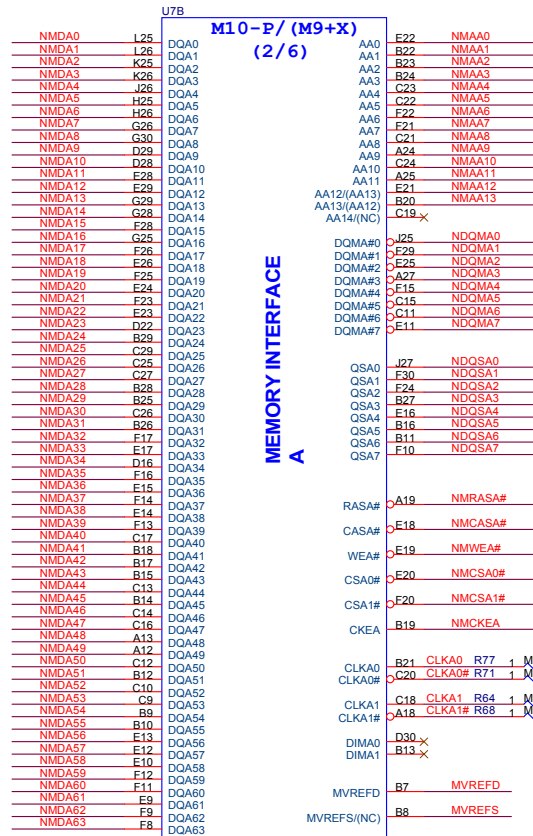 U7B
M10-P/(M9+X)
(2/6)
MEMORY INTERFACE
A
NMDA0 L25 DQA0
NMDA1 L26 DQA1
NMDA2 K25 DQA2
NMDA3 K26 DQA3
NMDA4 J26 DQA4
NMDA5 H25 DQA5
NMDA6 H26 DQA6
NMDA7 G26 DQA7
NMDA8 G30 DQA8
NMDA9 D29 DQA9
NMDA10 D28 DQA10
NMDA11 E28 DQA11
NMDA12 E29 DQA12
NMDA13 G29 DQA13
NMDA14 G28 DQA14
NMDA15 F28 DQA15
NMDA16 G25 DQA16
NMDA17 F26 DQA17
NMDA18 E26 DQA18
NMDA19 F25 DQA19
NMDA20 E24 DQA20
NMDA21 F23 DQA21
NMDA22 E23 DQA22
NMDA23 D22 DQA23
NMDA24 B29 DQA24
NMDA25 C29 DQA25
NMDA26 C25 DQA26
NMDA27 C27 DQA27
NMDA28 B28 DQA28
NMDA29 B25 DQA29
NMDA30 C26 DQA30
NMDA31 B26 DQA31
NMDA32 F17 DQA32
NMDA33 E17 DQA33
NMDA34 D16 DQA34
NMDA35 F16 DQA35
NMDA36 E15 DQA36
NMDA37 F14 DQA37
NMDA38 E14 DQA38
NMDA39 F13 DQA39
NMDA40 C17 DQA40
NMDA41 B18 DQA41
NMDA42 B17 DQA42
NMDA43 B15 DQA43
NMDA44 C13 DQA44
NMDA45 B14 DQA45
NMDA46 C14 DQA46
NMDA47 C16 DQA47
NMDA48 A13 DQA48
NMDA49 A12 DQA49
NMDA50 C12 DQA50
NMDA51 B12 DQA51
NMDA52 C10 DQA52
NMDA53 C9 DQA53
NMDA54 B9 DQA54
NMDA55 B10 DQA55
NMDA56 E13 DQA56
NMDA57 E12 DQA57
NMDA58 E10 DQA58
NMDA59 F12 DQA59
NMDA60 F11 DQA60
NMDA61 E9 DQA61
NMDA62 F9 DQA62
NMDA63 F8 DQA63
AA0 E22 NMAA0
AA1 B22 NMAA1
AA2 B23 NMAA2
AA3 B24 NMAA3
AA4 C23 NMAA4
AA5 C22 NMAA5
AA6 F22 NMAA6
AA7 F21 NMAA7
AA8 C21 NMAA8
AA9 A24 NMAA9
AA10 C24 NMAA10
AA11 A25 NMAA11
AA12/(AA13) E21 NMAA12
AA13/(AA12) B20 NMAA13
AA14/(NC) C19
DQMA#0 J25 NDQMA0
DQMA#1 F29 NDQMA1
DQMA#2 E25 NDQMA2
DQMA#3 A27 NDQMA3
DQMA#4 F15 NDQMA4
DQMA#5 C15 NDQMA5
DQMA#6 C11 NDQMA6
DQMA#7 E11 NDQMA7
QSA0 J27 NDQSA0
QSA1 F30 NDQSA1
QSA2 F24 NDQSA2
QSA3 B27 NDQSA3
QSA4 E16 NDQSA4
QSA5 B16 NDQSA5
QSA6 B11 NDQSA6
QSA7 F10 NDQSA7
RASA# A19 NMRASA#
CASA# E18 NMCASA#
WEA# E19 NMWEA#
CSA0# E20 NMCSA0#
CSA1# F20 NMCSA1#
CKEA B19 NMCKEA
CLKA0 B21 CLKA0 R77 1 M
CLKA0# C20 CLKA0# R71 1 M
CLKA1 C18 CLKA1 R64 1 M
CLKA1# A18 CLKA1# R68 1 M
DIMA0 D30
DIMA1 B13
MVREFD B7 MVREFD
MVREFS/(NC) B8 MVREFS